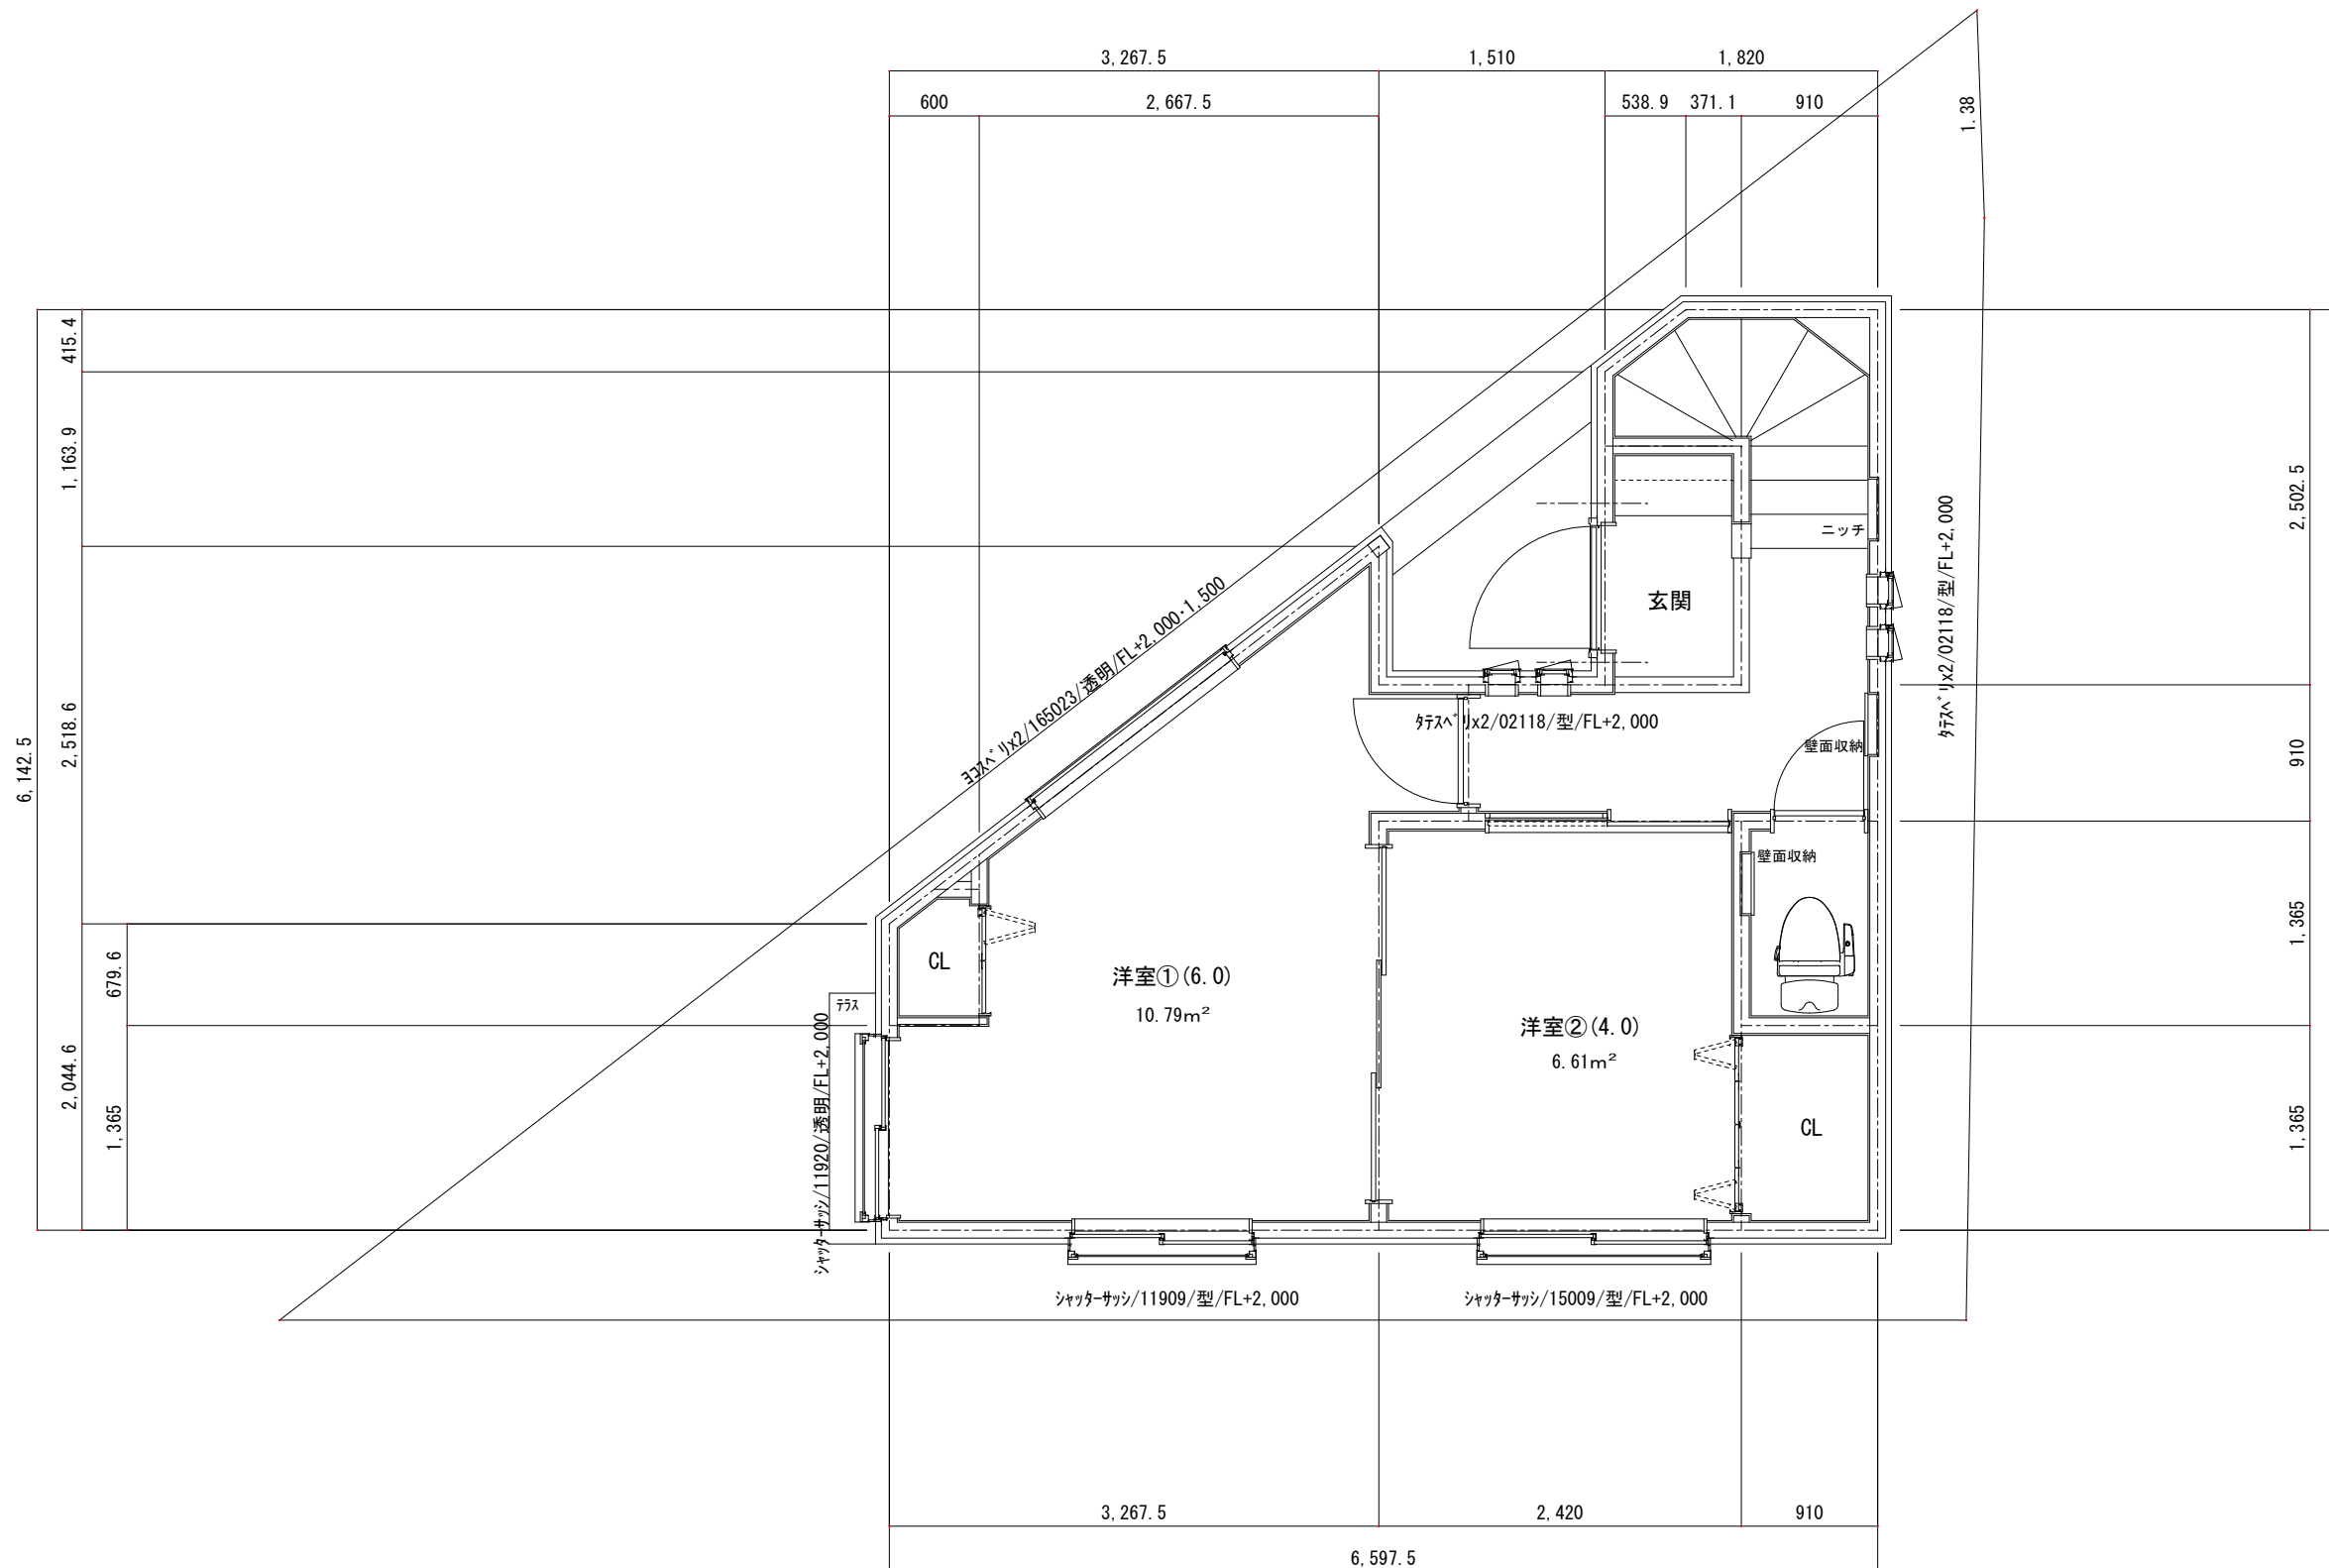 3,267.5
1,510
1,820
600
2,667.5
538.9
371.1
910
1.38
415.4
1,163.9
2,518.6
6,142.5
679.6
2,044.6
1,365
2,502.5
910
1,365
1,365
ニッチ
玄関
ﾀﾃｽﾍﾞﾘx2/02118/型/FL+2,000
ﾖｺｽﾍﾞﾘx2/165023/透明/FL+2,000・1,500
ﾀﾃｽﾍﾞﾘx2/02118/型/FL+2,000
壁面収納
壁面収納
CL
洋室①(6.0)
10.79m²
ﾃﾗｽ
洋室②(4.0)
6.61m²
CL
ｼｬｯﾀｰｻｯｼ/11920/透明/FL+2,000
ｼｬｯﾀｰｻｯｼ/11909/型/FL+2,000
ｼｬｯﾀｰｻｯｼ/15009/型/FL+2,000
3,267.5
2,420
910
6,597.5